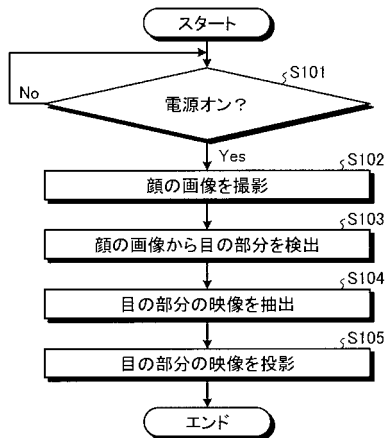 スタート
S101
電源オン？
No
Yes
S102
顔の画像を撮影
S103
顔の画像から目の部分を検出
S104
目の部分の映像を抽出
S105
目の部分の映像を投影
エンド